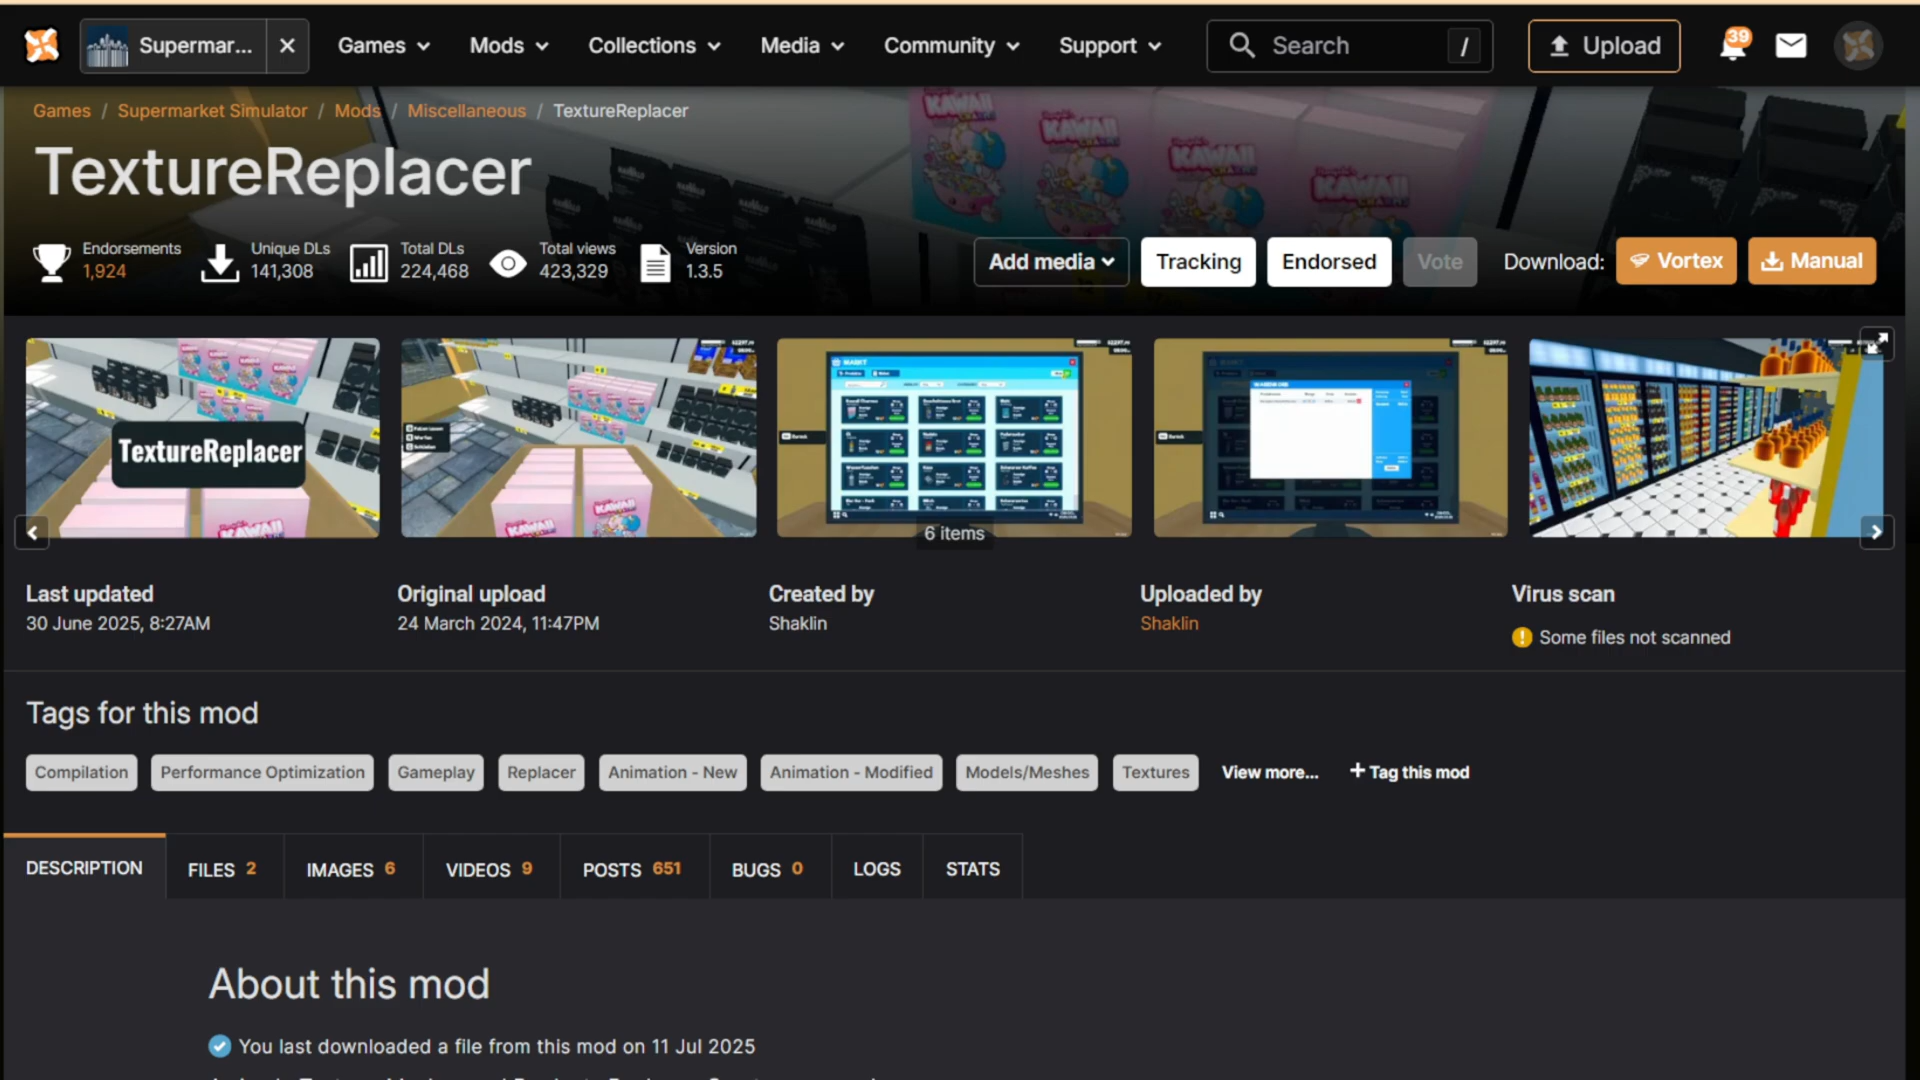 Supermar...
Games
Mods
Collections
Media
Community
Support
Search
/
Upload
39
Games / Supermarket Simulator / Mods / Miscellaneous / TextureReplacer
TextureReplacer
Endorsements
1,924
Unique DLs
141,308
Total DLs
224,468
Total views
423,329
Version
1.3.5
Add media
Tracking
Endorsed
Vote
Download:
Vortex
Manual
TextureReplacer
KAWAII
KAWAII
6 items
Last updated
30 June 2025, 8:27AM
Original upload
24 March 2024, 11:47PM
Created by
Shaklin
Uploaded by
Shaklin
Virus scan
Some files not scanned
Tags for this mod
Compilation
Performance Optimization
Gameplay
Replacer
Animation - New
Animation - Modified
Models/Meshes
Textures
View more...
Tag this mod
DESCRIPTION
FILES 2
IMAGES 6
VIDEOS 9
POSTS 651
BUGS 0
LOGS
STATS
About this mod
You last downloaded a file from this mod on 11 Jul 2025